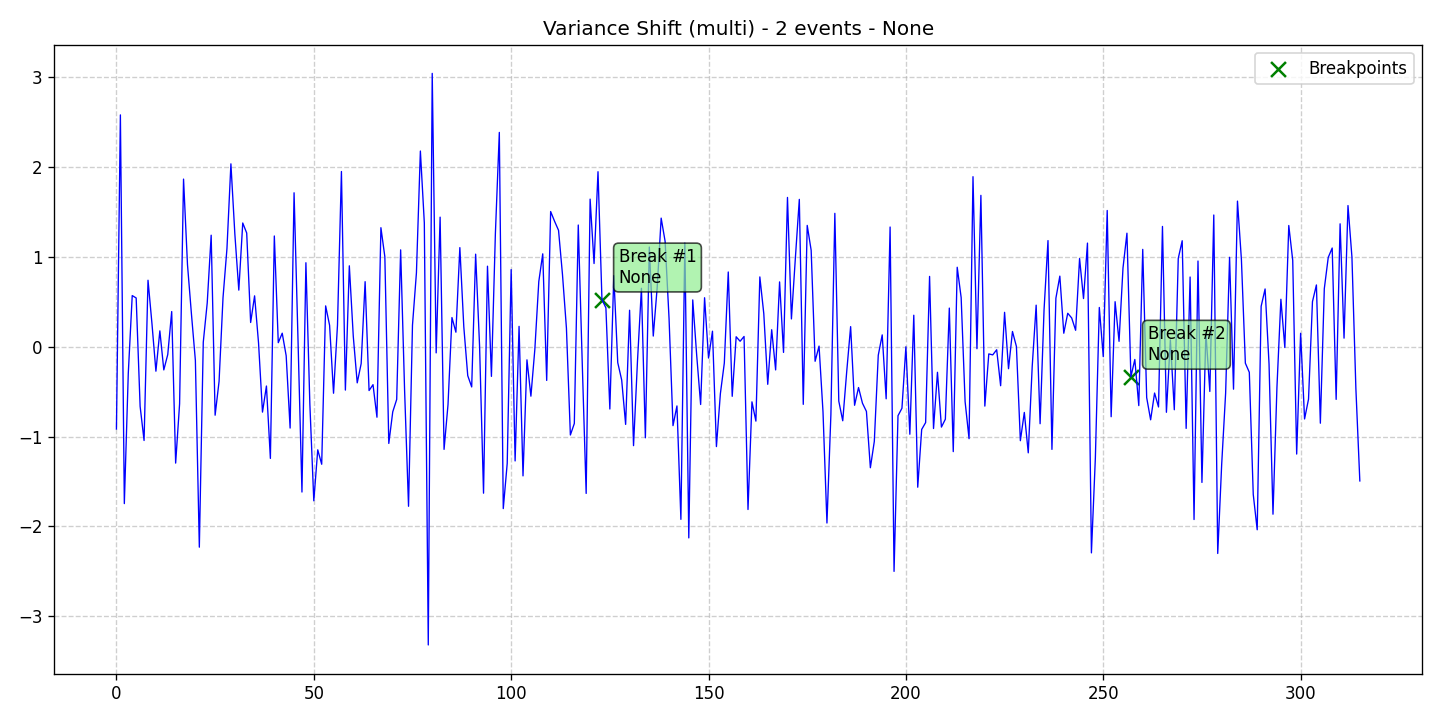 Variance Shift (multi) - 2 events - None
Breakpoints
3
2
1
0
−1
−2
−3
Break #1
None
Break #2
None
0
50
100
150
200
250
300